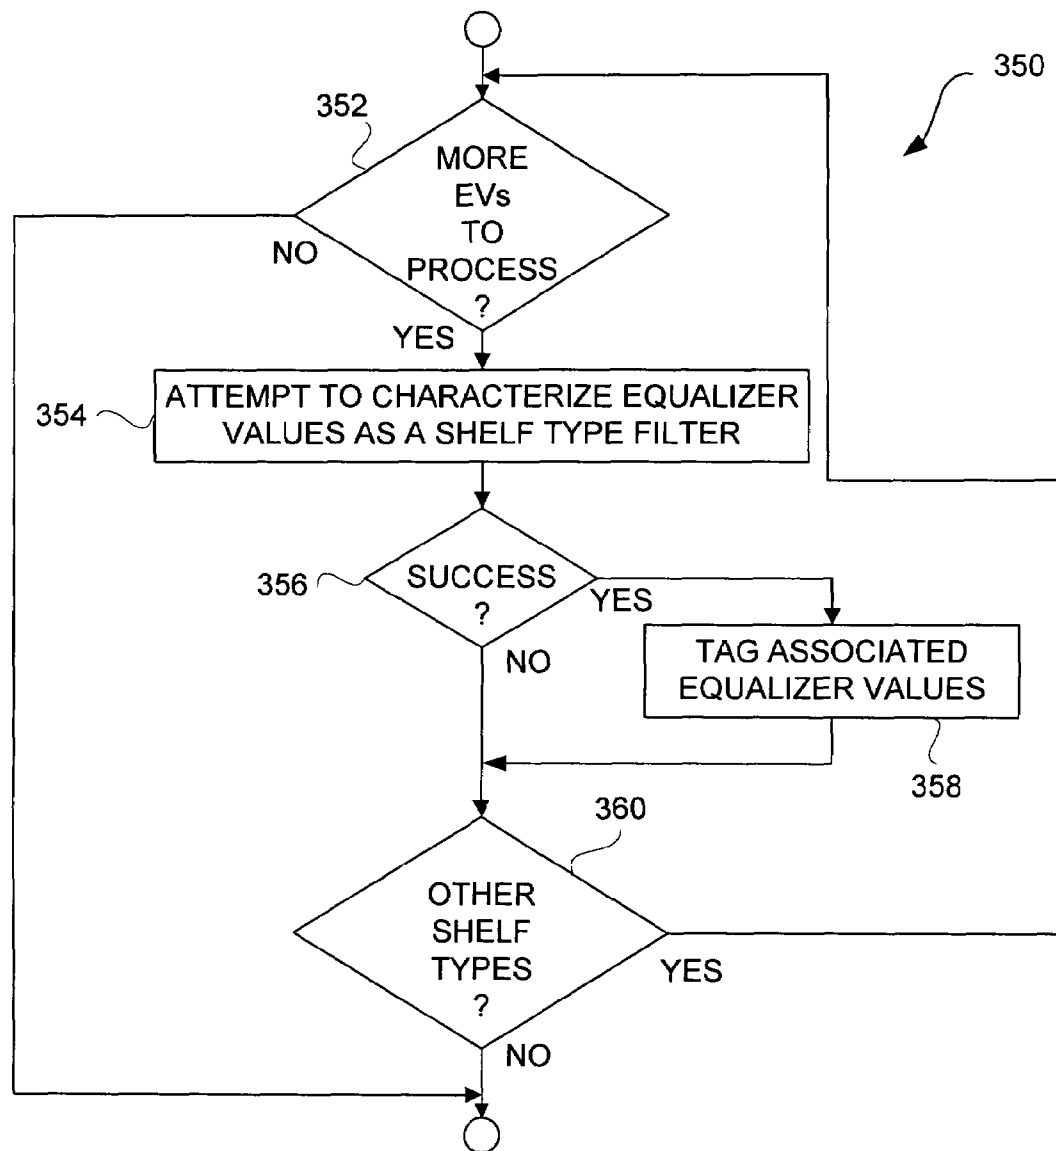 350
352
MORE
EVs
TO
PROCESS
?
NO
YES
354
ATTEMPT TO CHARACTERIZE EQUALIZER
VALUES AS A SHELF TYPE FILTER
356
SUCCESS
?
YES
NO
TAG ASSOCIATED
EQUALIZER VALUES
358
360
OTHER
SHELF
TYPES
?
YES
NO